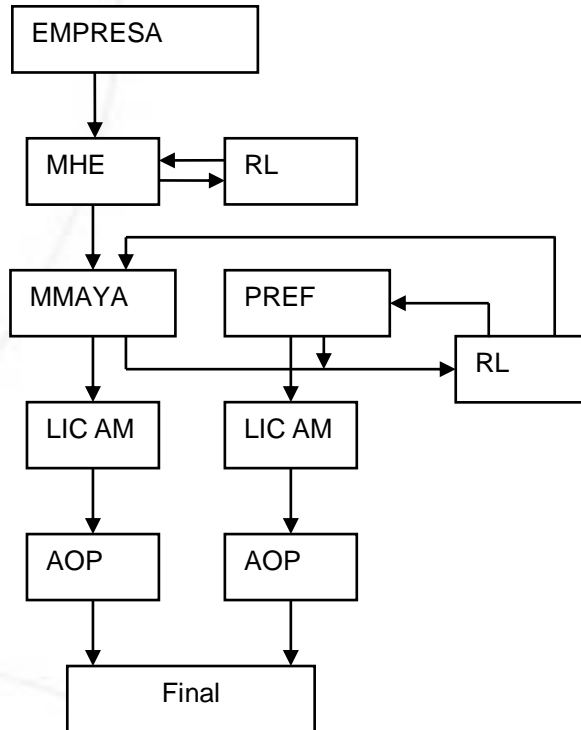 EMPRESA
MHE
RL
MMAYA
PREF
RL
LIC AM
LIC AM
AOP
AOP
Final